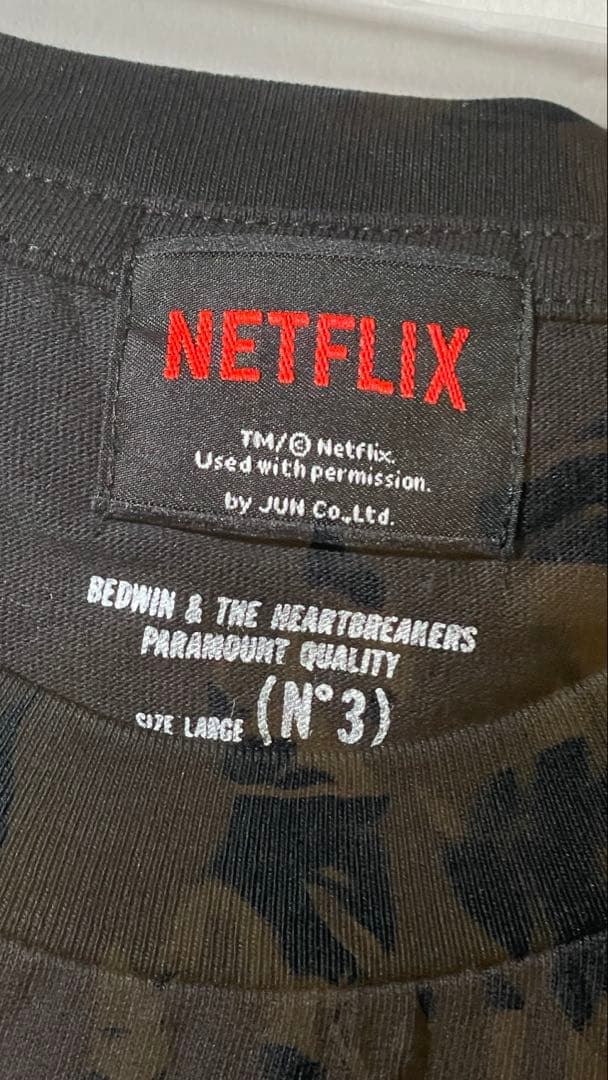 NETFLIX
TM/© Netflix.
Used with permission.
by JUN Co.,Ltd.
BEDWIN & THE HEARTBREAKERS
PARAMOUNT QUALITY
SIZE LARGE (N°3)